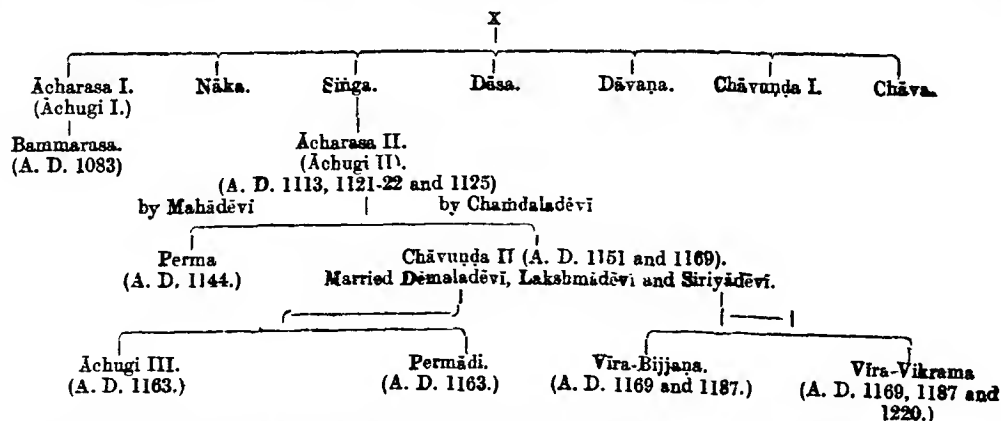 X
Ācharasa I. Nāka. Siṅga. Dāsa. Dāvaṇa. Chāvuṇḍa I. Chāva.
(Āchugi I.)
Bammarasa. Ācharasa II.
(A. D. 1083) (Āchugi II).
(A. D. 1113, 1121-22 and 1125)
by Mahādēvī by Chaṁdaladēvī
Perma Chāvuṇḍa II (A. D. 1151 and 1169).
(A. D. 1144.) Married Dēmaladēvī, Lakshmādēvī and Siriyādēvī.
Āchugi III. Permādi. Vīra-Bijjaṇa. Vīra-Vikrama
(A. D. 1163.) (A. D. 1163.) (A. D. 1169 and 1187.) (A. D. 1169, 1187 and
1220.)